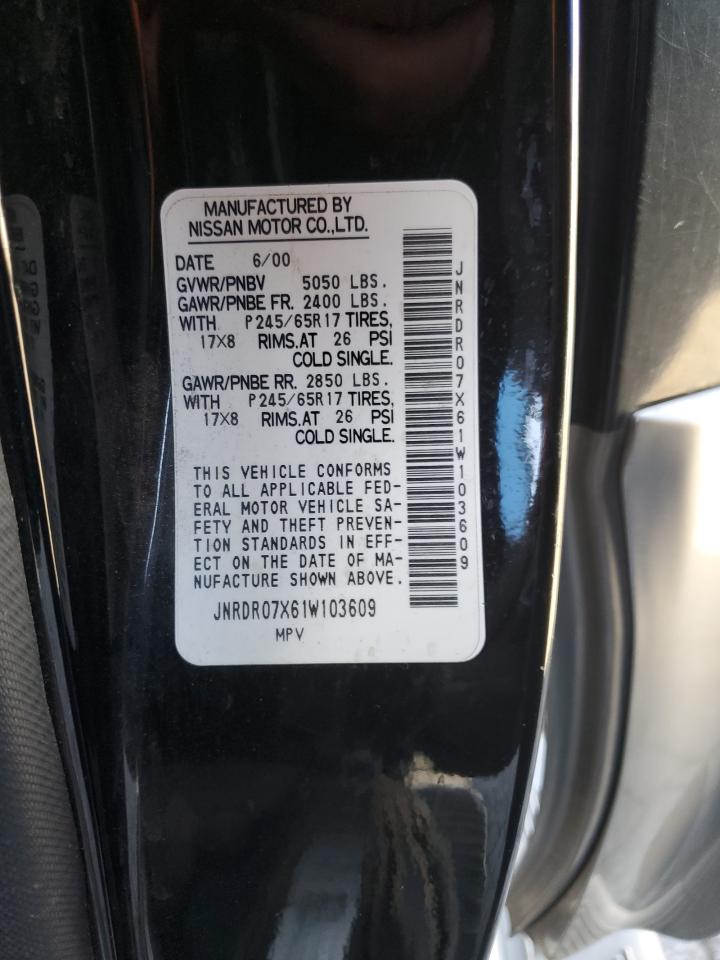 MANUFACTURED BY
NISSAN MOTOR CO.,LTD.
DATE 6/00
GVWR/PNBV 5050 LBS.
GAWR/PNBE FR. 2400 LBS.
WITH P245/65R17 TIRES,
17X8 RIMS.AT 26 PSI
COLD SINGLE.
GAWR/PNBE RR. 2850 LBS.
WITH P245/65R17 TIRES,
17X8 RIMS.AT 26 PSI
COLD SINGLE.
THIS VEHICLE CONFORMS
TO ALL APPLICABLE FED-
ERAL MOTOR VEHICLE SA-
FETY AND THEFT PREVEN-
TION STANDARDS IN EFF-
ECT ON THE DATE OF MA-
NUFACTURE SHOWN ABOVE.
JNRDR07X61W103609
MPV
JNRDR07X61W103609